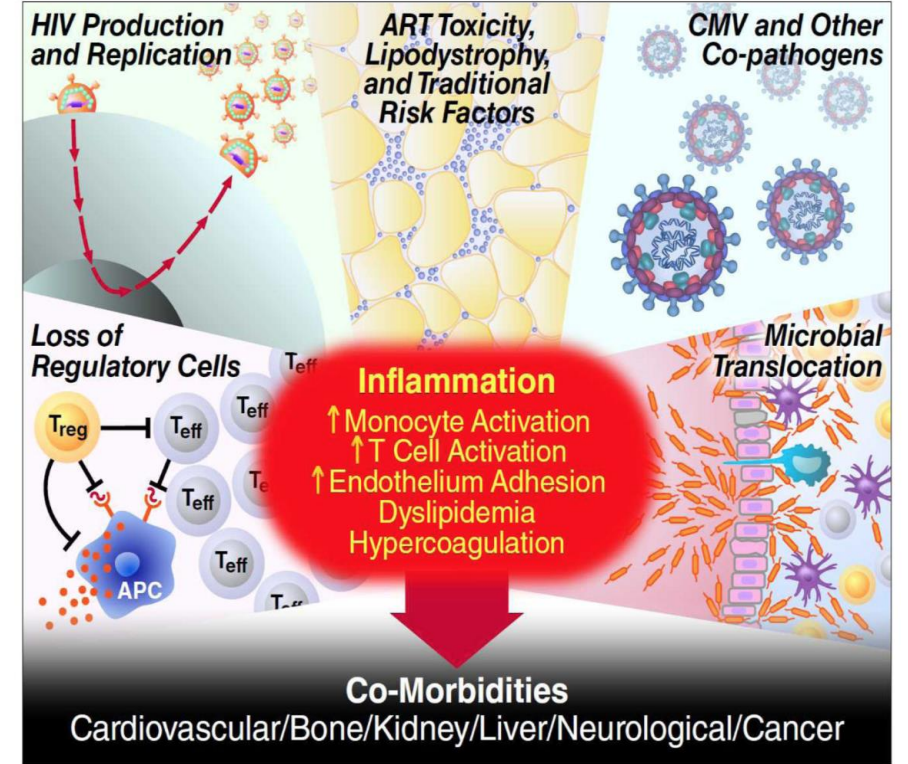 HIV Production
and Replication
ART Toxicity,
Lipodystrophy,
and Traditional
Risk Factors
CMV and Other
Co-pathogens
Loss of
Regulatory Cells
Treg
Teff
Teff
Teff
Teff
Te
Teff
Teff
APC
Inflammation
↑Monocyte Activation
↑T Cell Activation
↑Endothelium Adhesion
Dyslipidemia
Hypercoagulation
Microbial
Translocation
Co-Morbidities
Cardiovascular/Bone/Kidney/Liver/Neurological/Cancer